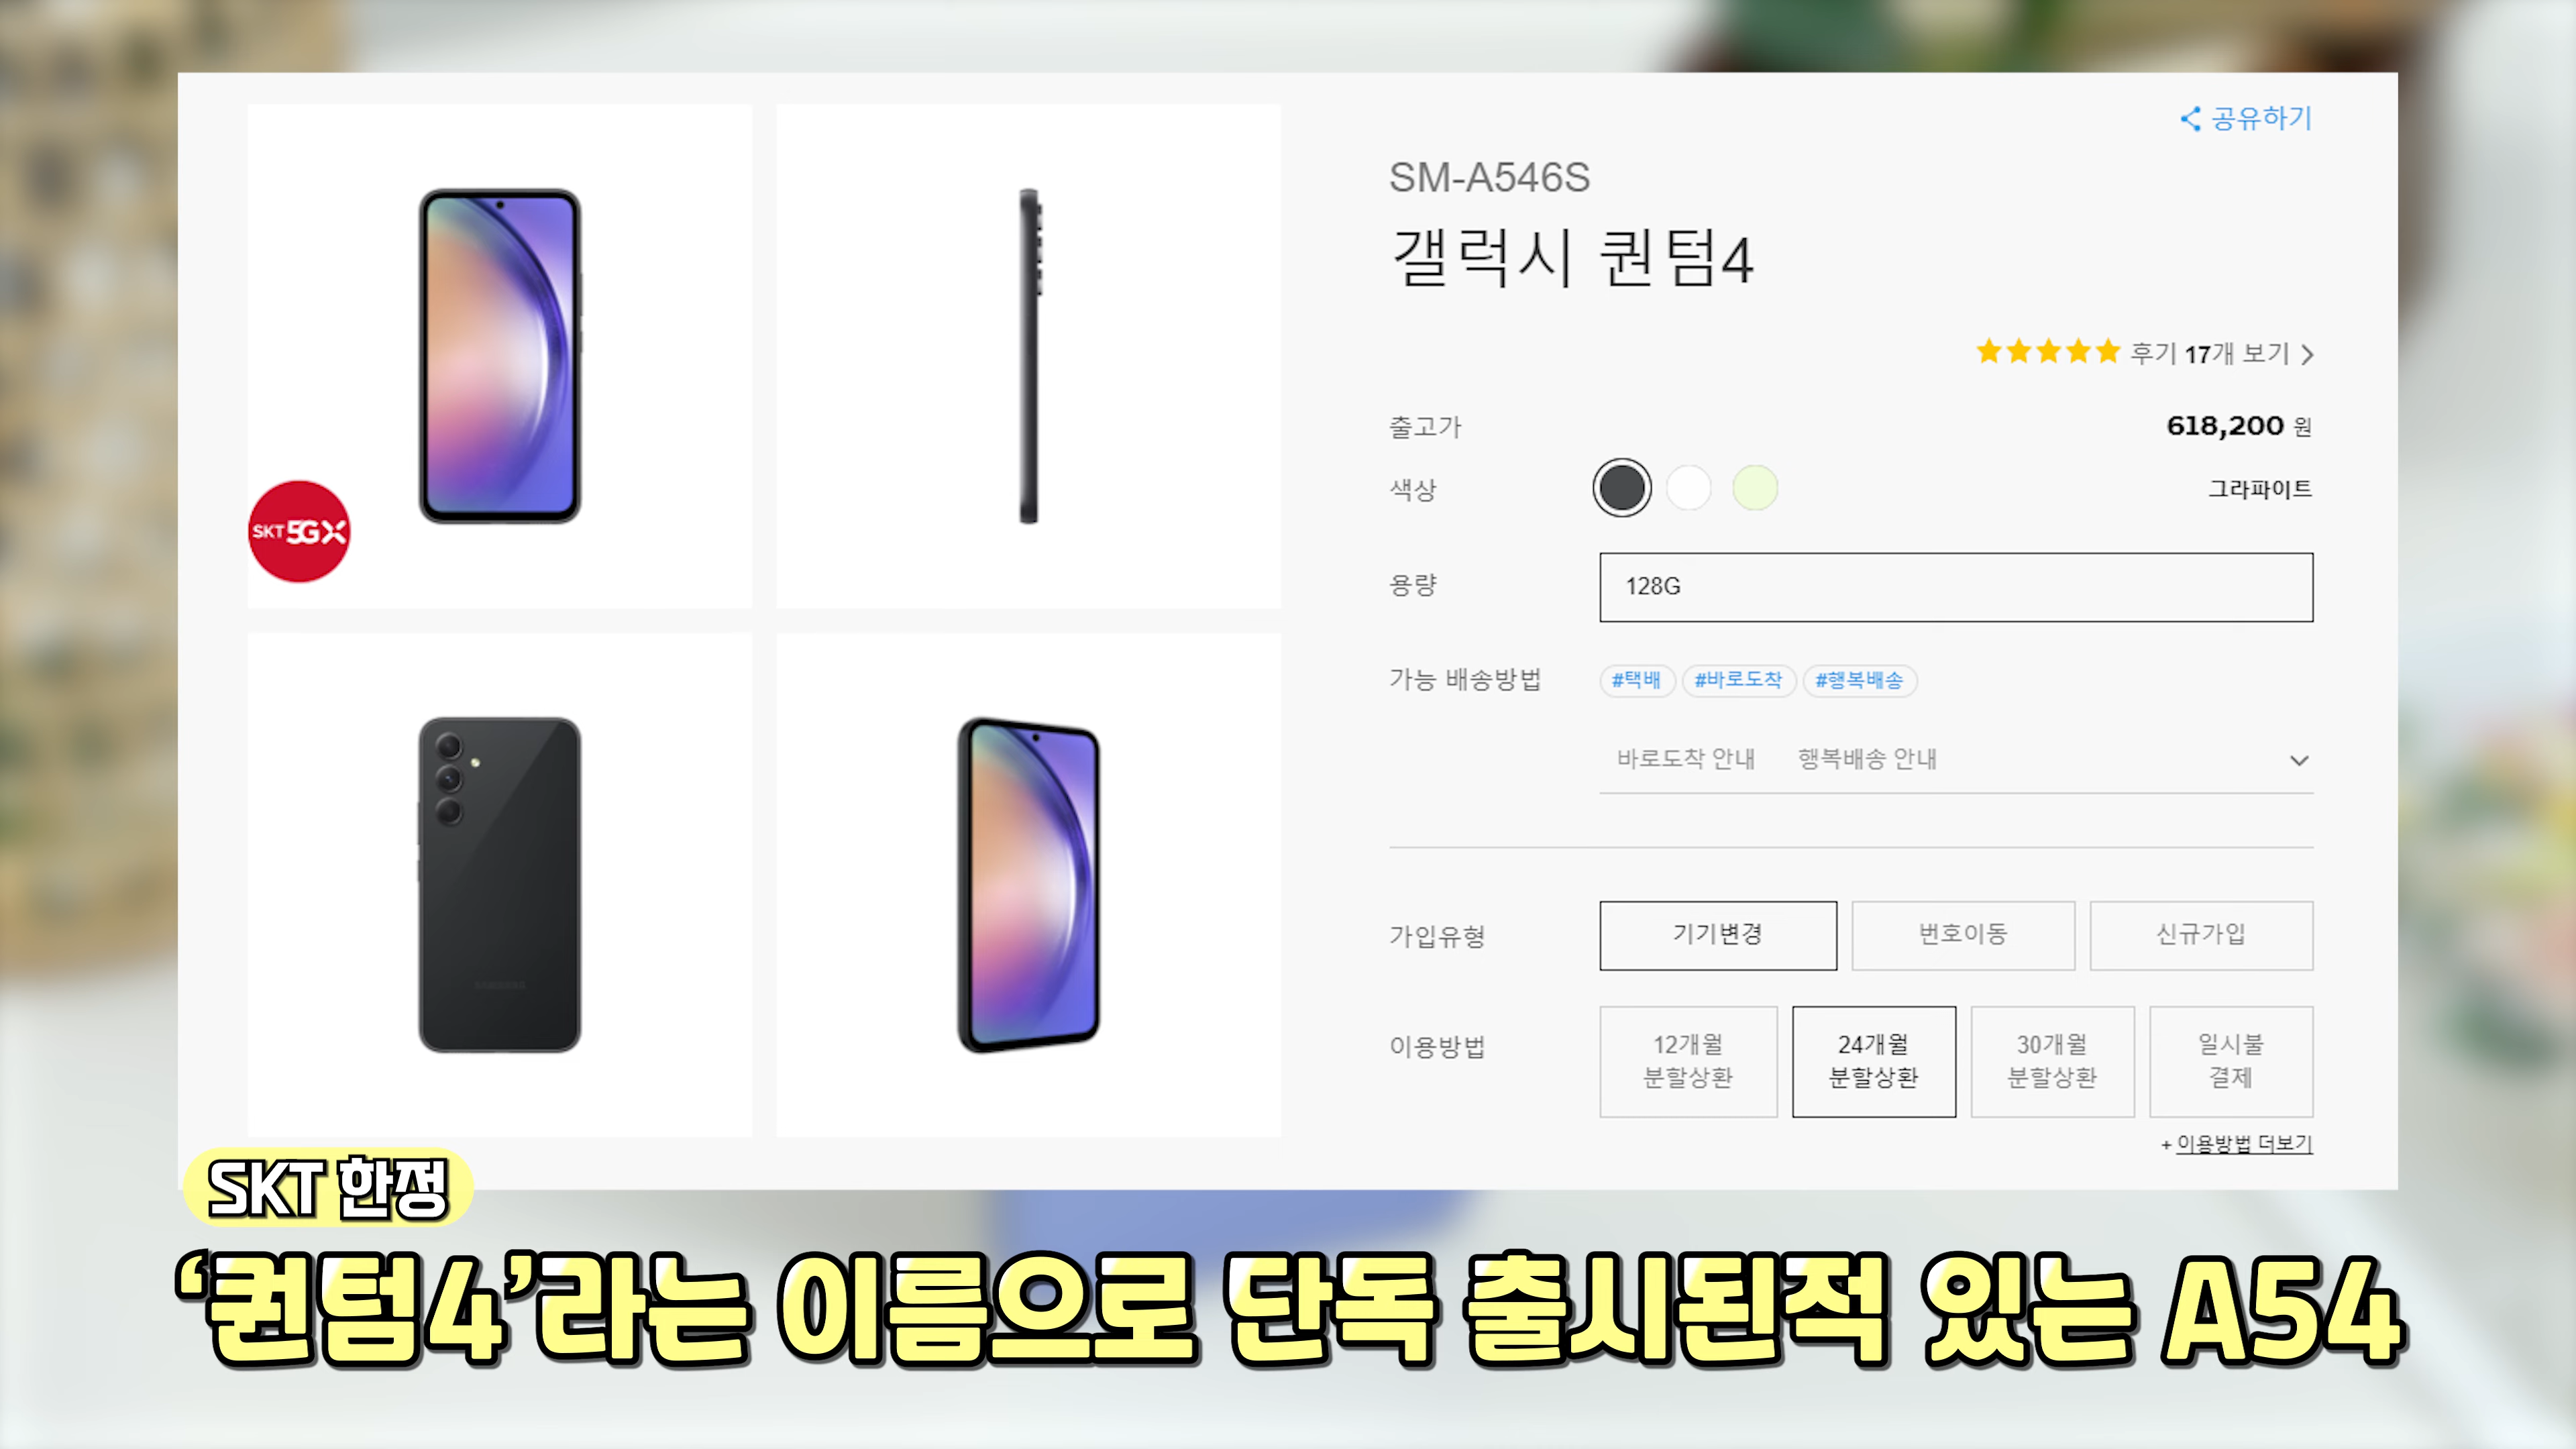 공유하기
SM-A546S
갤럭시 퀀텀4
후기 17개 보기
출고가 618,200 원
색상 그라파이트
SKT 5GX
용량 128G
가능 배송방법 #택배 #바로도착 #행복배송
바로도착 안내 행복배송 안내
가입유형 기기변경 번호이동 신규가입
SAMSUNG
이용방법 12개월 분할상환 24개월 분할상환 30개월 분할상환 일시불 결제
+ 이용방법 더보기
SKT 한정
‘퀀텀4’라는 이름으로 단독 출시된적 있는 A54